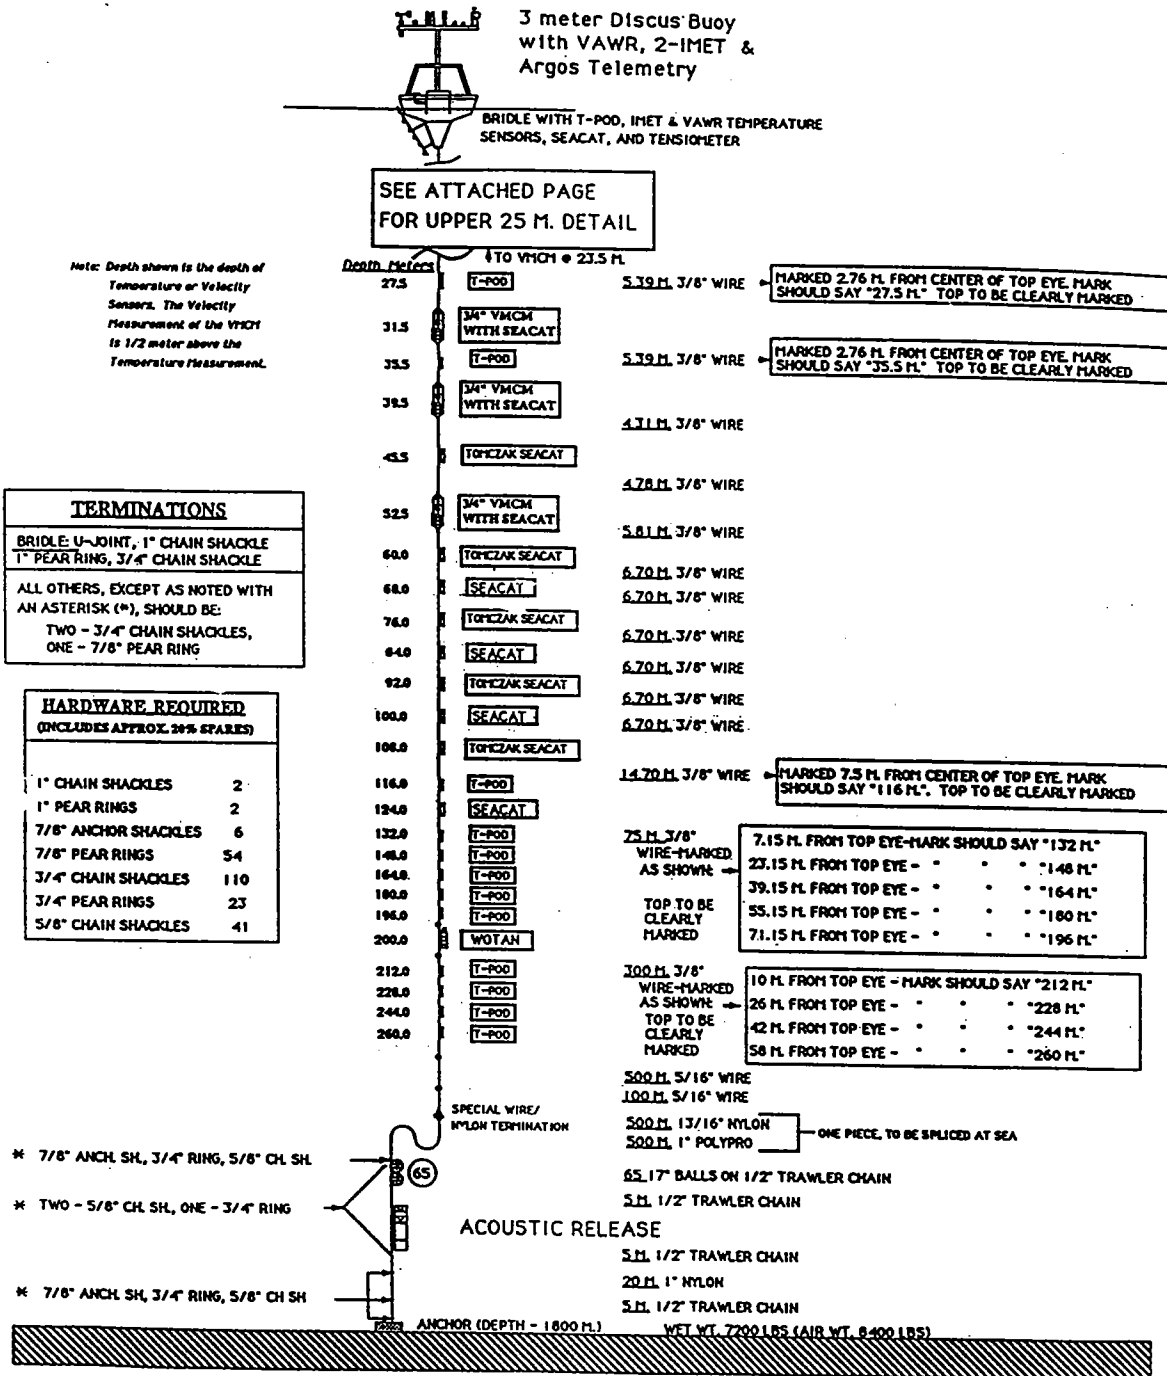 3 meter Discus Buoy
with VAWR, 2-IMET &
Argos Telemetry
BRIDLE WITH T-POD, IMET & VAWR TEMPERATURE
SENSORS, SEACAT, AND TENSIOMETER
SEE ATTACHED PAGE
FOR UPPER 25 M. DETAIL
TO VMCM @ 23.5 M.
Note: Depth shown is the depth of
Temperature or Velocity
Sensors. The Velocity
Measurement of the VMCM
is 1/2 meter above the
Temperature Measurement.
Depth Meters
27.5 T-POD 5.39 M. 3/8" WIRE
MARKED 2.76 M. FROM CENTER OF TOP EYE. MARK
SHOULD SAY "27.5 M." TOP TO BE CLEARLY MARKED
31.5 3/4" VMCM
WITH SEACAT
35.5 T-POD 5.39 M. 3/8" WIRE
MARKED 2.76 M. FROM CENTER OF TOP EYE. MARK
SHOULD SAY "35.5 M." TOP TO BE CLEARLY MARKED
39.5 3/4" VMCM
WITH SEACAT
4.31 M. 3/8" WIRE
45.5 TOMCZAK SEACAT
4.78 M. 3/8" WIRE
52.5 3/4" VMCM
WITH SEACAT
5.81 M. 3/8" WIRE
60.0 TOMCZAK SEACAT
6.70 M. 3/8" WIRE
68.0 SEACAT
6.70 M. 3/8" WIRE
76.0 TOMCZAK SEACAT
6.70 M. 3/8" WIRE
84.0 SEACAT
6.70 M. 3/8" WIRE
92.0 TOMCZAK SEACAT
6.70 M. 3/8" WIRE
100.0 SEACAT
6.70 M. 3/8" WIRE
108.0 TOMCZAK SEACAT
14.70 M. 3/8" WIRE
MARKED 7.5 M. FROM CENTER OF TOP EYE. MARK
SHOULD SAY "116 M". TOP TO BE CLEARLY MARKED
116.0 T-POD
124.0 SEACAT
132.0 T-POD
148.0 T-POD
164.0 T-POD
180.0 T-POD
196.0 T-POD
200.0 WOTAN
212.0 T-POD
228.0 T-POD
244.0 T-POD
260.0 T-POD
75 M. 3/8"
WIRE-MARKED
AS SHOWN:
TOP TO BE
CLEARLY
MARKED
7.15 M. FROM TOP EYE-MARK SHOULD SAY "132 M."
23.15 M. FROM TOP EYE - " " " "148 M."
39.15 M. FROM TOP EYE - " " " "164 M."
55.15 M. FROM TOP EYE - " " " "180 M."
71.15 M. FROM TOP EYE - " " " "196 M."
300 M. 3/8"
WIRE-MARKED
AS SHOWN:
TOP TO BE
CLEARLY
MARKED
10 M. FROM TOP EYE - MARK SHOULD SAY "212 M."
26 M. FROM TOP EYE - " " " "228 M."
42 M. FROM TOP EYE - " " " "244 M."
58 M. FROM TOP EYE - " " " "260 M."
500 M. 5/16" WIRE
100 M. 5/16" WIRE
SPECIAL WIRE/
NYLON TERMINATION
500 M. 13/16" NYLON
500 M. 1" POLYPRO
ONE PIECE, TO BE SPLICED AT SEA
65
65 17" BALLS ON 1/2" TRAWLER CHAIN
5 M. 1/2" TRAWLER CHAIN
ACOUSTIC RELEASE
5 M. 1/2" TRAWLER CHAIN
20 M. 1" NYLON
5 M. 1/2" TRAWLER CHAIN
ANCHOR (DEPTH - 1800 M.)
WET WT. 7200 LBS (AIR WT. 8400 LBS)
TERMINATIONS
BRIDLE: U-JOINT, 1" CHAIN SHACKLE
1" PEAR RING, 3/4" CHAIN SHACKLE
ALL OTHERS, EXCEPT AS NOTED WITH
AN ASTERISK (*), SHOULD BE:
TWO - 3/4" CHAIN SHACKLES,
ONE - 7/8" PEAR RING
HARDWARE REQUIRED
(INCLUDES APPROX. 20% SPARES)
1" CHAIN SHACKLES 2
1" PEAR RINGS 2
7/8" ANCHOR SHACKLES 6
7/8" PEAR RINGS 54
3/4" CHAIN SHACKLES 110
3/4" PEAR RINGS 23
5/8" CHAIN SHACKLES 41
* 7/8" ANCH. SH, 3/4" RING, 5/8" CH. SH.
* TWO - 5/8" CH. SH., ONE - 3/4" RING
* 7/8" ANCH. SH, 3/4" RING, 5/8" CH SH